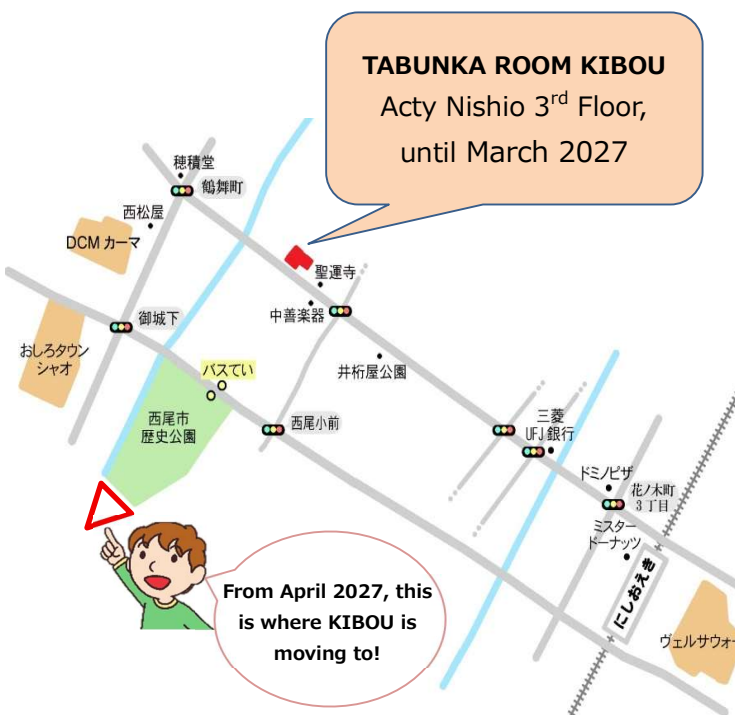 TABUNKA ROOM KIBOU
Acty Nishio 3rd Floor,
until March 2027
穂積堂
鶴舞町
西松屋
DCM カーマ
聖運寺
中善楽器
御城下
おしろタウン
シャオ
バスてい
井桁屋公園
西尾市
歴史公園
西尾小前
三菱
UFJ 銀行
ドミノピザ
花ノ木町
3丁目
ミスター
ドーナッツ
にしおえき
ヴェルサウォー
From April 2027, this
is where KIBOU is
moving to!